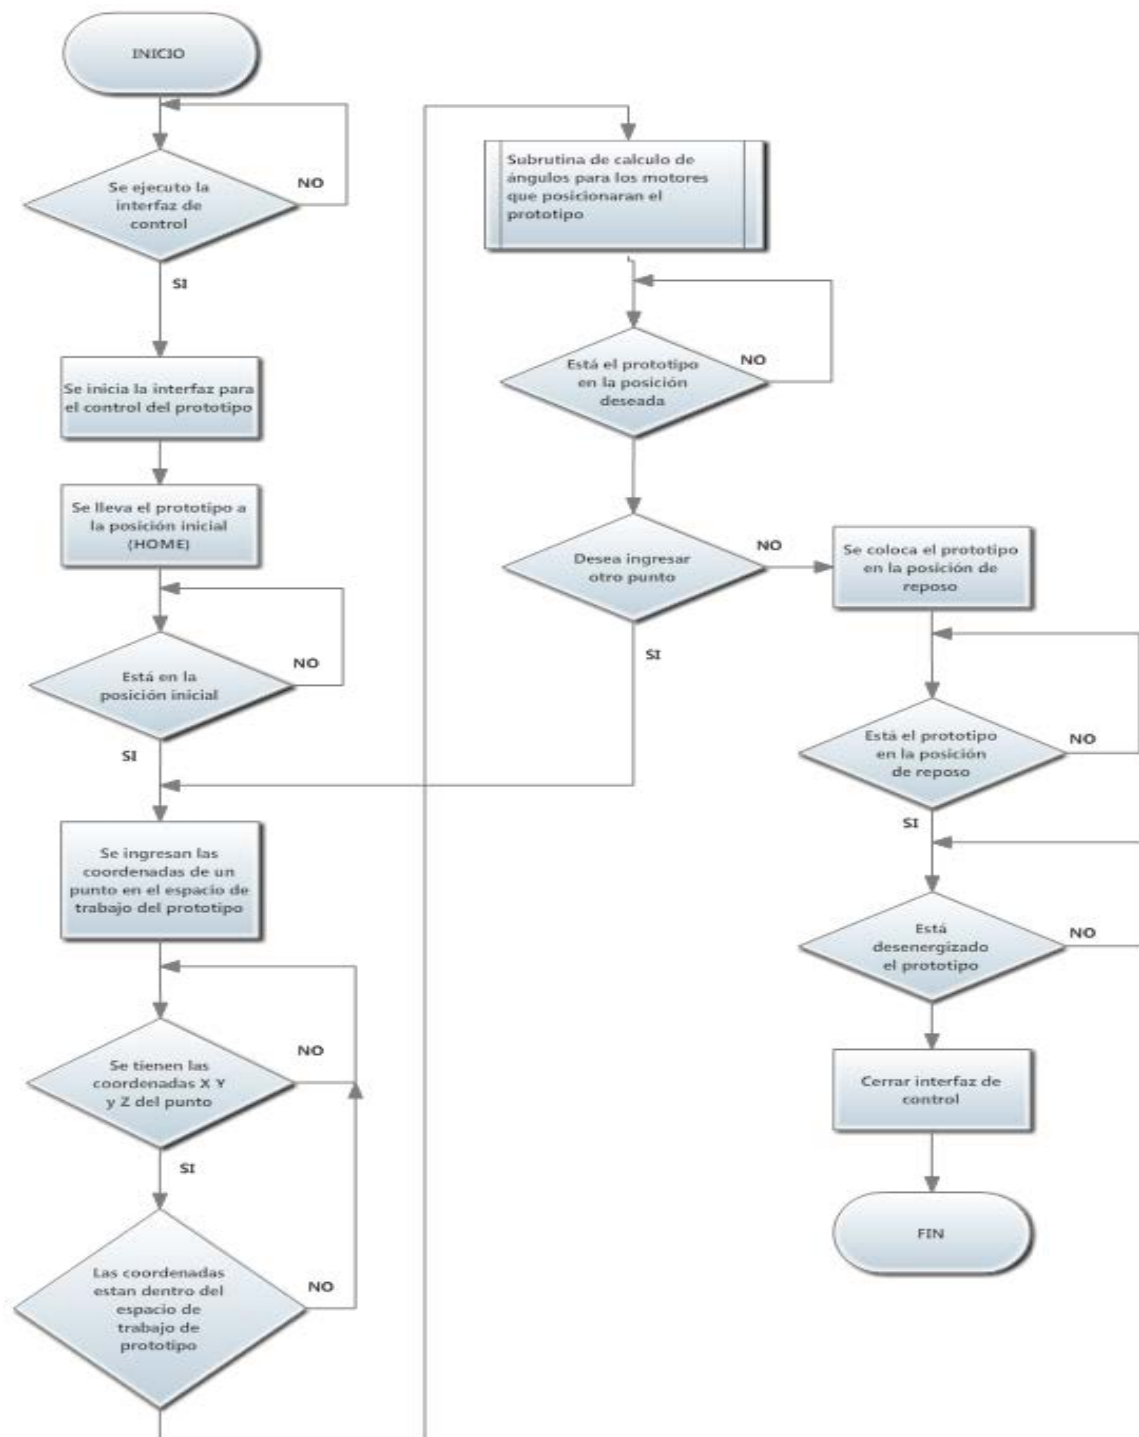 INICIO
Se ejecuto la
interfaz de
control
NO
SI
Se inicia la interfaz para
el control del prototipo
Se lleva el prototipo a
la posición inicial
(HOME)
Está en la
posición inicial
NO
SI
Se ingresan las
coordenadas de un
punto en el espacio de
trabajo del prototipo
Se tienen las
coordenadas X Y
y Z del punto
NO
SI
Las coordenadas
estan dentro del
espacio de
trabajo de
prototipo
NO
Subrutina de calculo de
ángulos para los motores
que posicionaran el
prototipo
Está el prototipo
en la posición
deseada
NO
Desea ingresar
otro punto
NO
SI
Se coloca el prototipo
en la posición de
reposo
Está el prototipo
en la posición
de reposo
NO
SI
Está
desenergizado
el prototipo
NO
Cerrar interfaz de
control
FIN